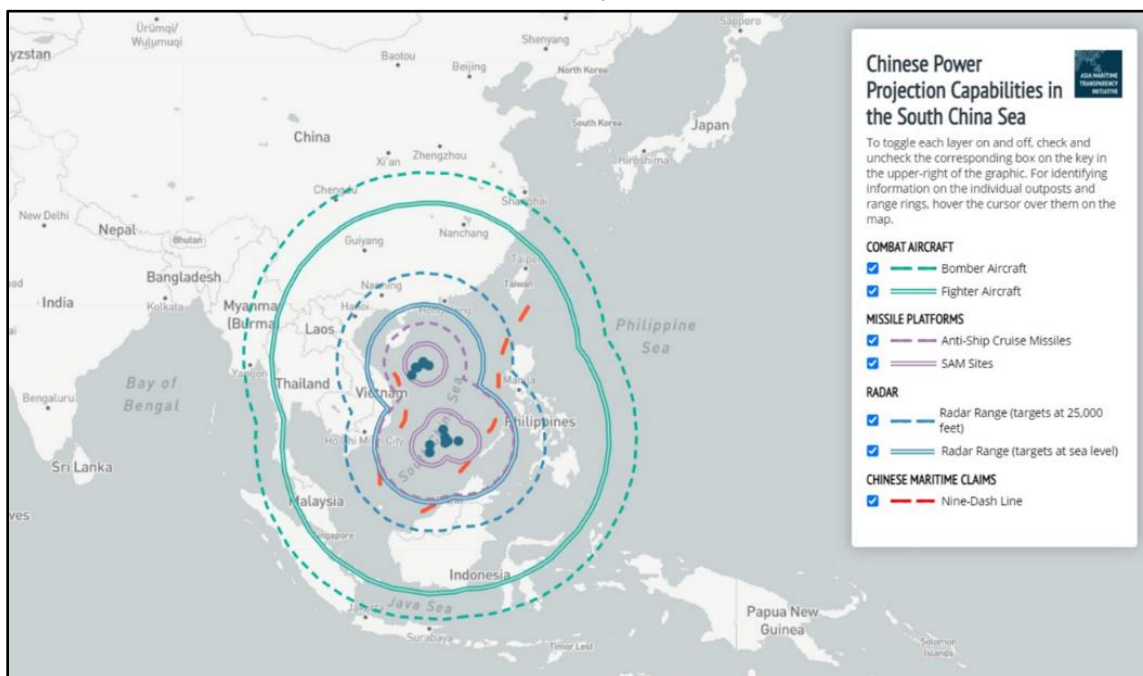 Ürümqi/
Wulumuqi
Sapporo
yzstan
Shenyang
Baotou
Beijing
North Korea
South Korea
Japan
China
Xi'an
Zhengzhou
Hiroshima
Chengdu
Shanghai
New Delhi
Nepal
Nanchang
Bhutan
Guiyang
Taipei
Taiwan
Bangladesh
Kolkata
Nanning
Hanoi
India
Myanmar
(Burma)
Laos
Philippine
Sea
Yangon
Thailand
Manila
Bay of
Bengal
Vietnam
Bengaluru
Philippines
Ho Chi Minh City
Sri Lanka
Malaysia
Singapore
Indonesia
Java Sea
Jakarta
Surabaya
Papua New
Guinea
Timor Lest
Solomon
Islands
ves
Chinese Power
Projection Capabilities in
the South China Sea
ASIA MARITIME
TRANSPARENCY
INITIATIVE
To toggle each layer on and off, check and
uncheck the corresponding box on the key in
the upper-right of the graphic. For identifying
information on the individual outposts and
range rings, hover the cursor over them on the
map.
COMBAT AIRCRAFT
Bomber Aircraft
Fighter Aircraft
MISSILE PLATFORMS
Anti-Ship Cruise Missiles
SAM Sites
RADAR
Radar Range (targets at 25,000
feet)
Radar Range (targets at sea level)
CHINESE MARITIME CLAIMS
Nine-Dash Line